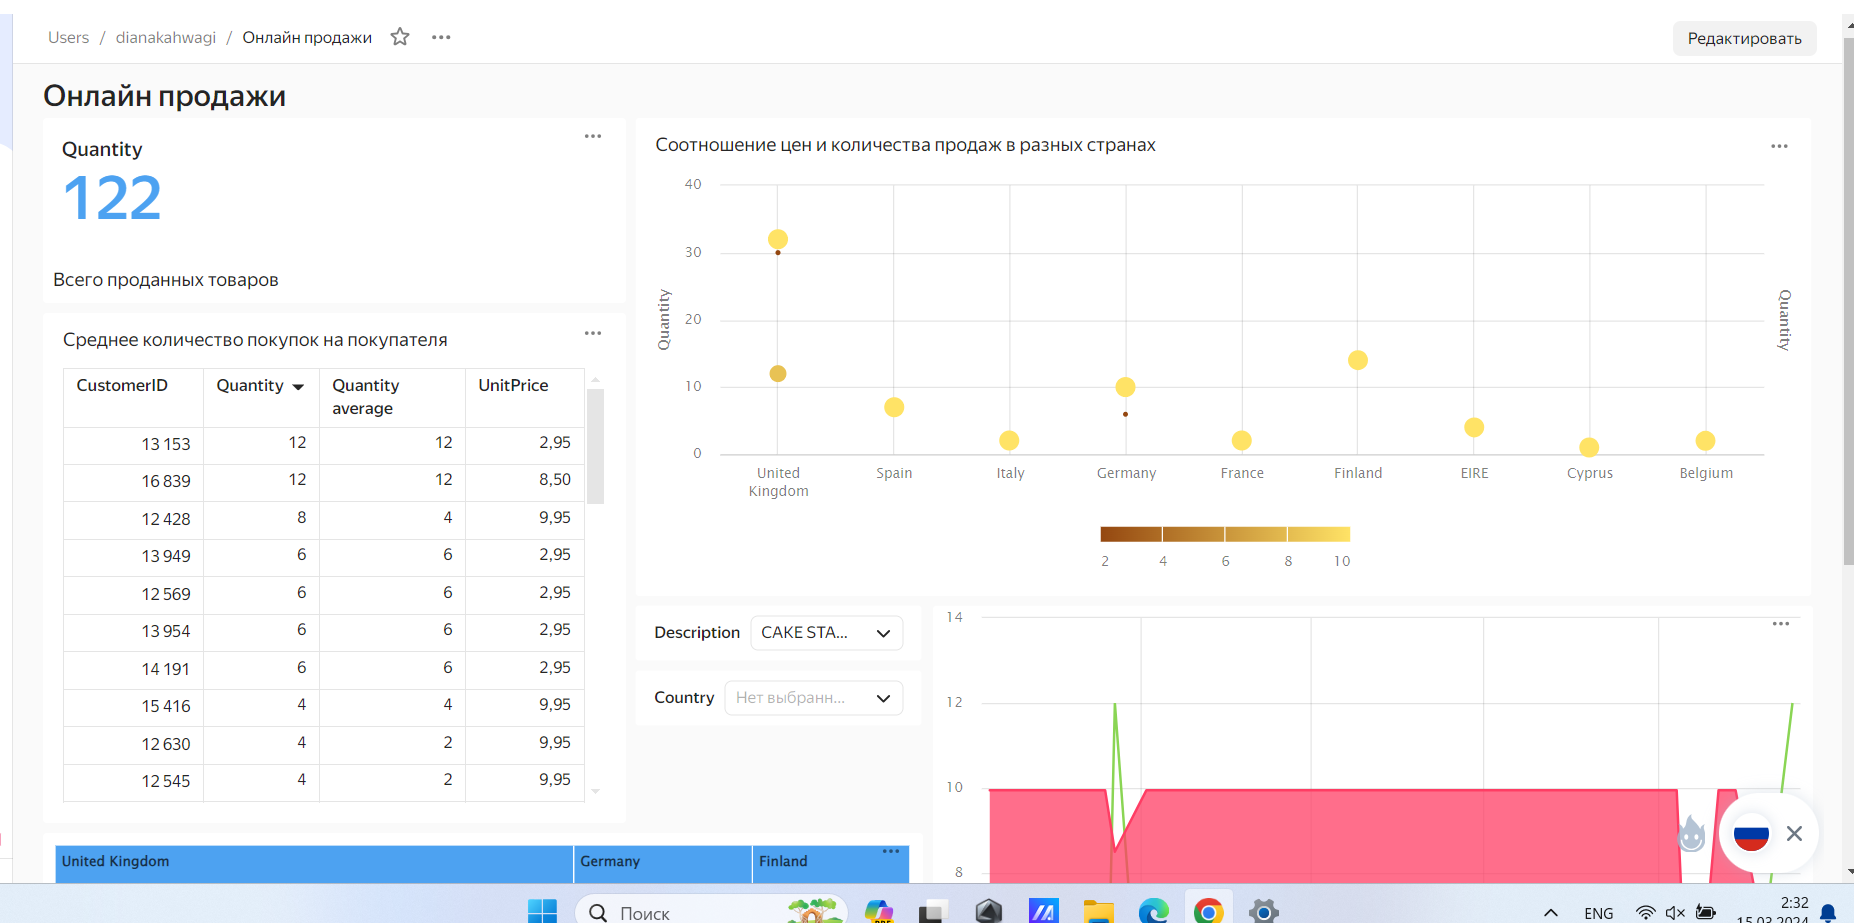 Users / dianakahwagi / Онлайн продажи
Редактировать
Онлайн продажи
Quantity
122
Всего проданных товаров
Среднее количество покупок на покупателя
CustomerID Quantity Quantity average UnitPrice
13 153 12 12 2,95
16 839 12 12 8,50
12 428 8 4 9,95
13 949 6 6 2,95
12 569 6 6 2,95
13 954 6 6 2,95
14 191 6 6 2,95
15 416 4 4 9,95
12 630 4 2 9,95
12 545 4 2 9,95
Соотношение цен и количества продаж в разных странах
40
30
20
10
0
Quantity
Quantity
United Kingdom Spain Italy Germany France Finland EIRE Cyprus Belgium
2 4 6 8 10
Description CAKE STA...
Country Нет выбранн...
14
12
10
8
United Kingdom Germany Finland
Поиск
ENG
2:32
15.03.2024